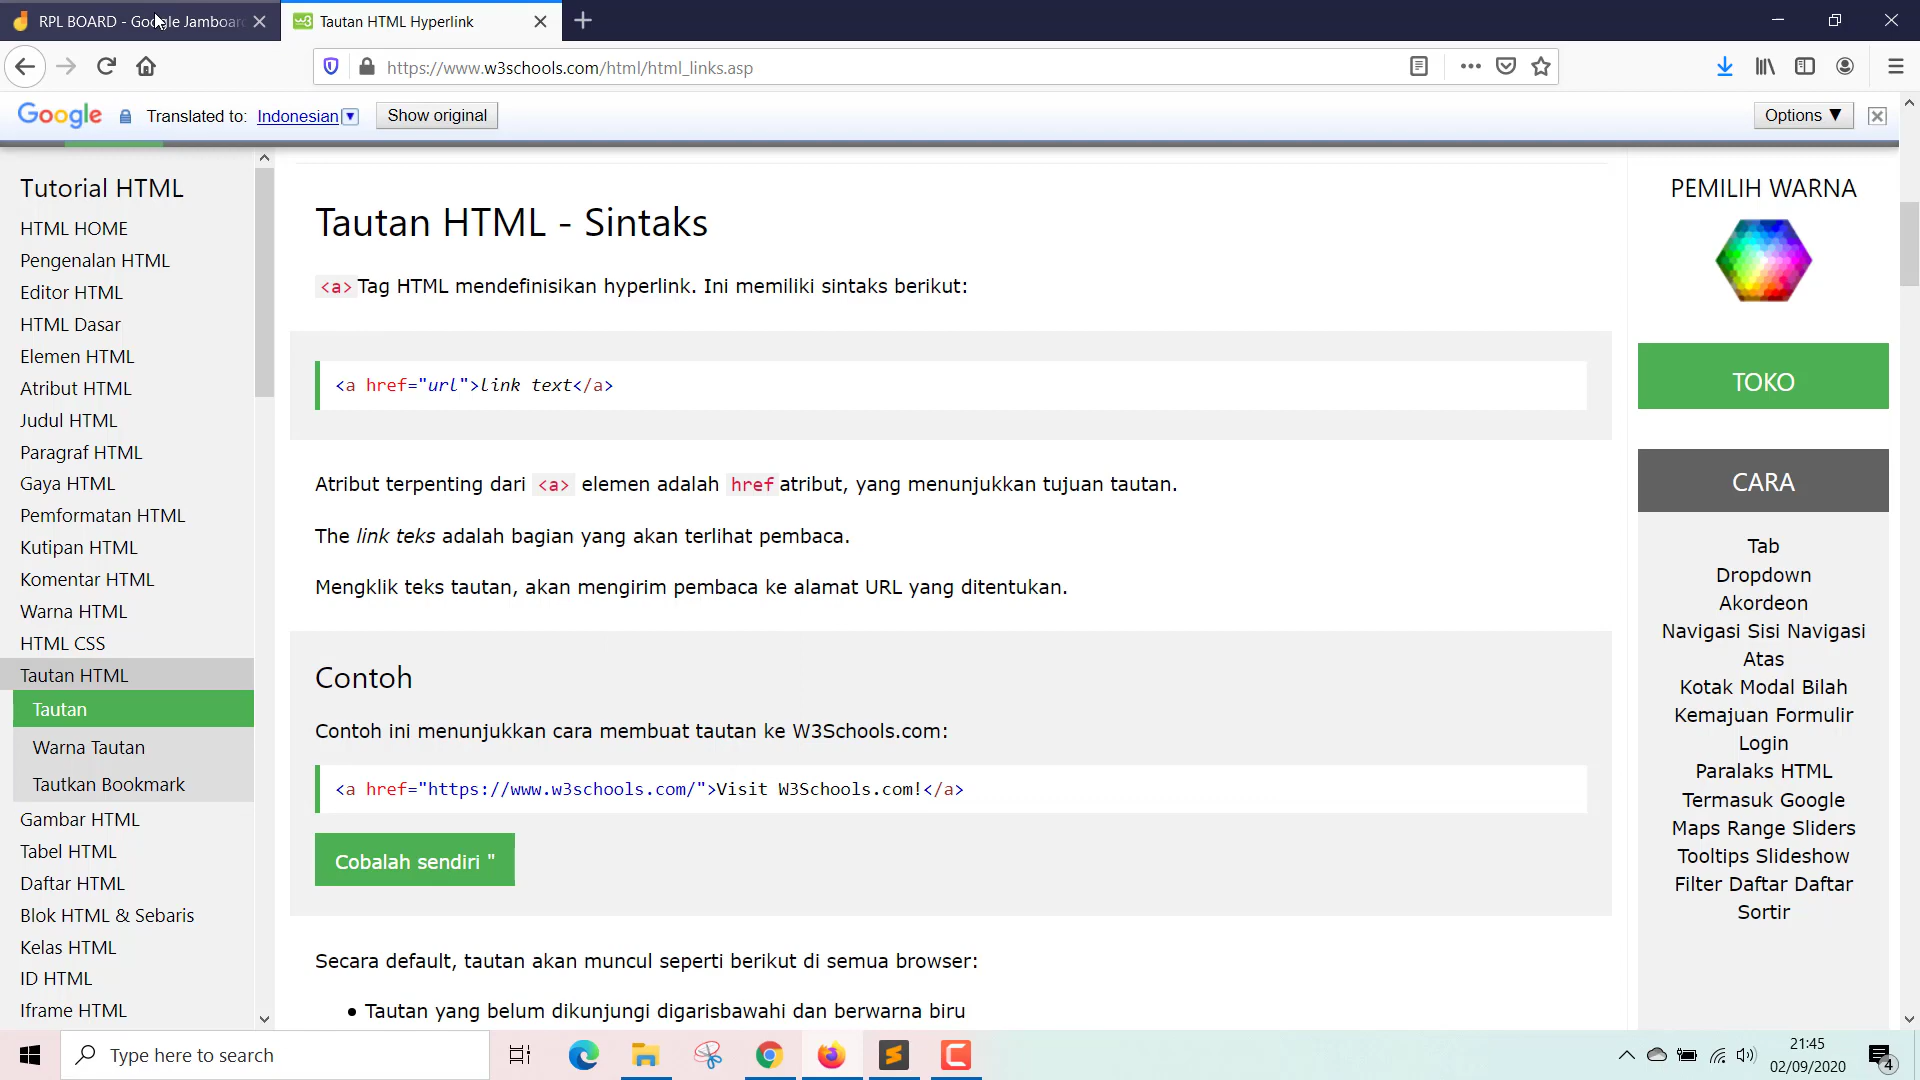 RPL BOARD - Google Jamboard
Tautan HTML Hyperlink
https://www.w3schools.com/html/html_links.asp
Google
Translated to: Indonesian
Show original
Options ▼
Tutorial HTML
HTML HOME
Pengenalan HTML
Editor HTML
HTML Dasar
Elemen HTML
Atribut HTML
Judul HTML
Paragraf HTML
Gaya HTML
Pemformatan HTML
Kutipan HTML
Komentar HTML
Warna HTML
HTML CSS
Tautan HTML
Tautan
Warna Tautan
Tautkan Bookmark
Gambar HTML
Tabel HTML
Daftar HTML
Blok HTML & Sebaris
Kelas HTML
ID HTML
Iframe HTML
Tautan HTML - Sintaks
<a> Tag HTML mendefinisikan hyperlink. Ini memiliki sintaks berikut:
<a href="url">link text</a>
Atribut terpenting dari <a> elemen adalah href atribut, yang menunjukkan tujuan tautan.
The link teks adalah bagian yang akan terlihat pembaca.
Mengklik teks tautan, akan mengirim pembaca ke alamat URL yang ditentukan.
Contoh
Contoh ini menunjukkan cara membuat tautan ke W3Schools.com:
<a href="https://www.w3schools.com/">Visit W3Schools.com!</a>
Cobalah sendiri "
Secara default, tautan akan muncul seperti berikut di semua browser:
• Tautan yang belum dikunjungi digarisbawahi dan berwarna biru
PEMILIH WARNA
TOKO
CARA
Tab
Dropdown
Akordeon
Navigasi Sisi Navigasi
Atas
Kotak Modal Bilah
Kemajuan Formulir
Login
Paralaks HTML
Termasuk Google
Maps Range Sliders
Tooltips Slideshow
Filter Daftar Daftar
Sortir
Type here to search
21:45
02/09/2020
4